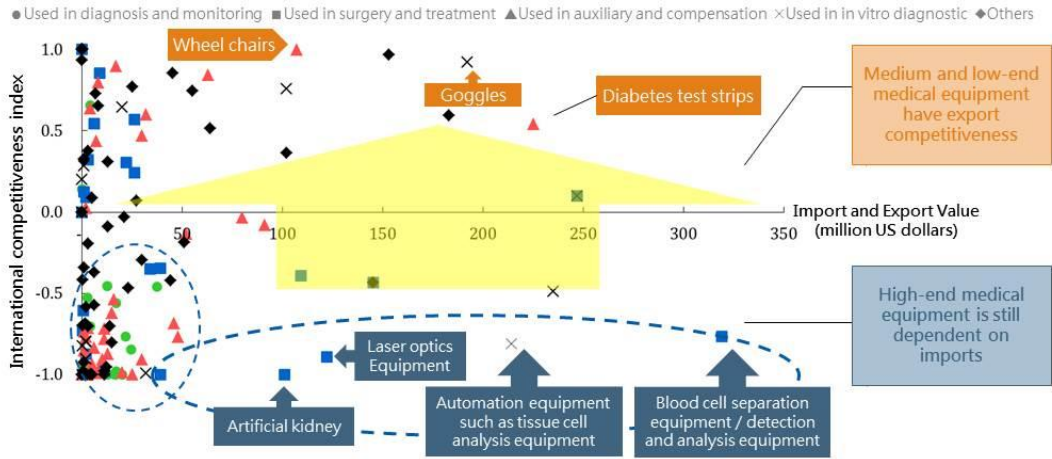 Used in diagnosis and monitoring Used in surgery and treatment Used in auxiliary and compensation Used in in vitro diagnostic Others
International competitiveness index
1.0
0.5
0.0
-0.5
-1.0
50
100
150
200
250
300
350
Import and Export Value
(million US dollars)
Wheel chairs
Goggles
Diabetes test strips
Medium and low-end
medical equipment
have export
competitiveness
High-end medical
equipment is still
dependent on
imports
Laser optics
Equipment
Artificial kidney
Automation equipment
such as tissue cell
analysis equipment
Blood cell separation
equipment / detection
and analysis equipment